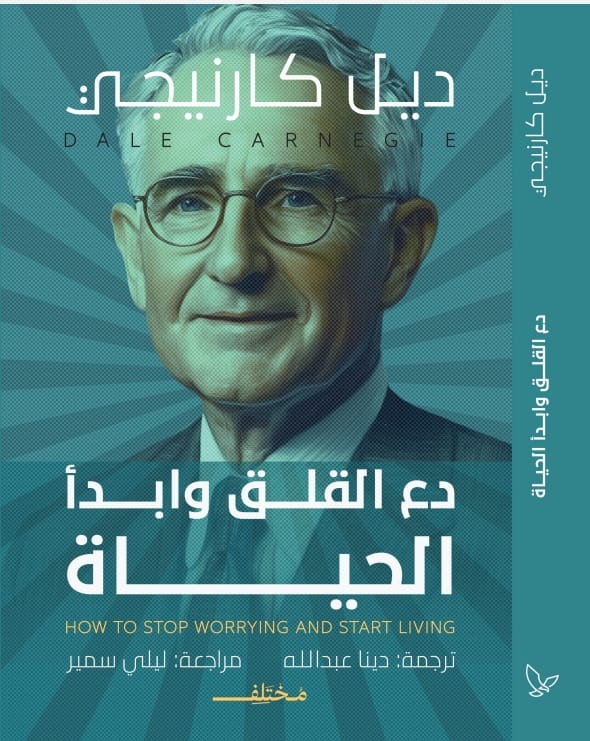 ديل كارنيجي
DALE CARNEGIE
دع القلق وابدأ
الحياة
HOW TO STOP WORRYING AND START LIVING
ترجمة: دينا عبدالله مراجعة: ليلي سمير
مُختَلِف
ديل كارنيجي
دع القلق وابدأ الحياة